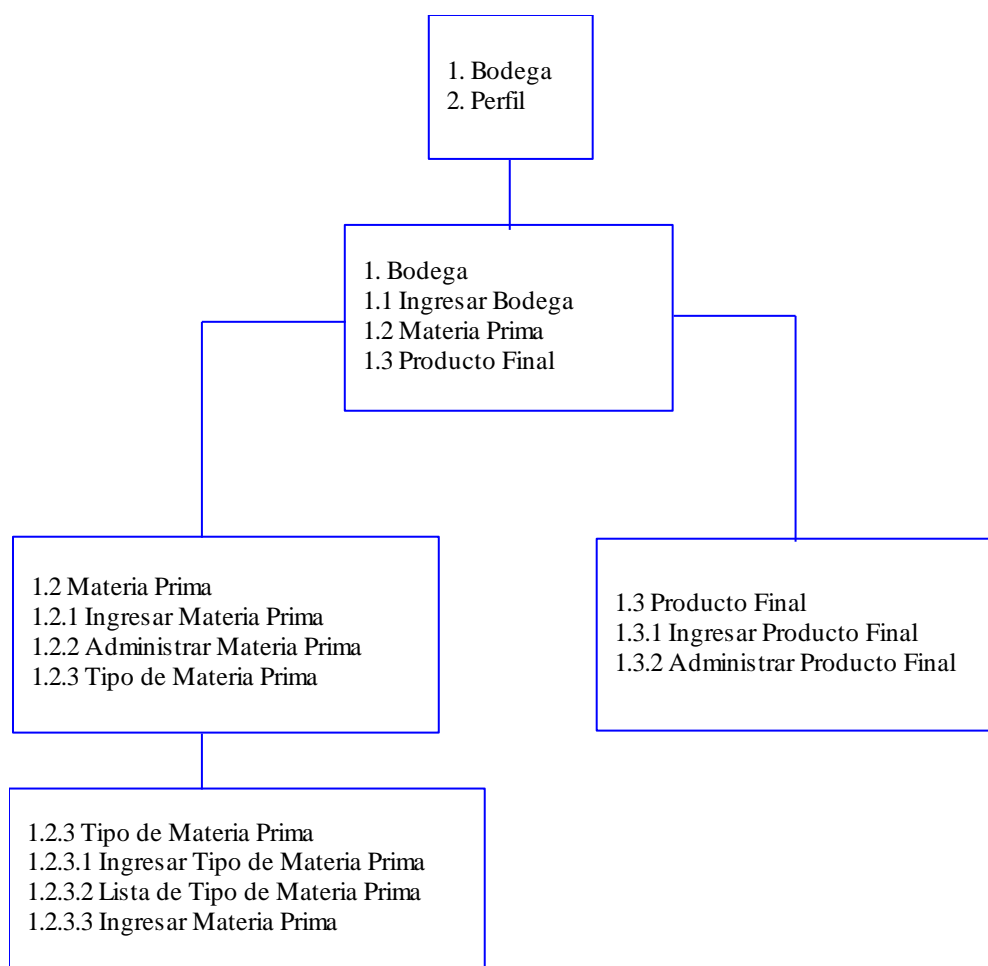 1. Bodega
2. Perfil
1. Bodega
1.1 Ingresar Bodega
1.2 Materia Prima
1.3 Producto Final
1.2 Materia Prima
1.2.1 Ingresar Materia Prima
1.2.2 Administrar Materia Prima
1.2.3 Tipo de Materia Prima
1.3 Producto Final
1.3.1 Ingresar Producto Final
1.3.2 Administrar Producto Final
1.2.3 Tipo de Materia Prima
1.2.3.1 Ingresar Tipo de Materia Prima
1.2.3.2 Lista de Tipo de Materia Prima
1.2.3.3 Ingresar Materia Prima